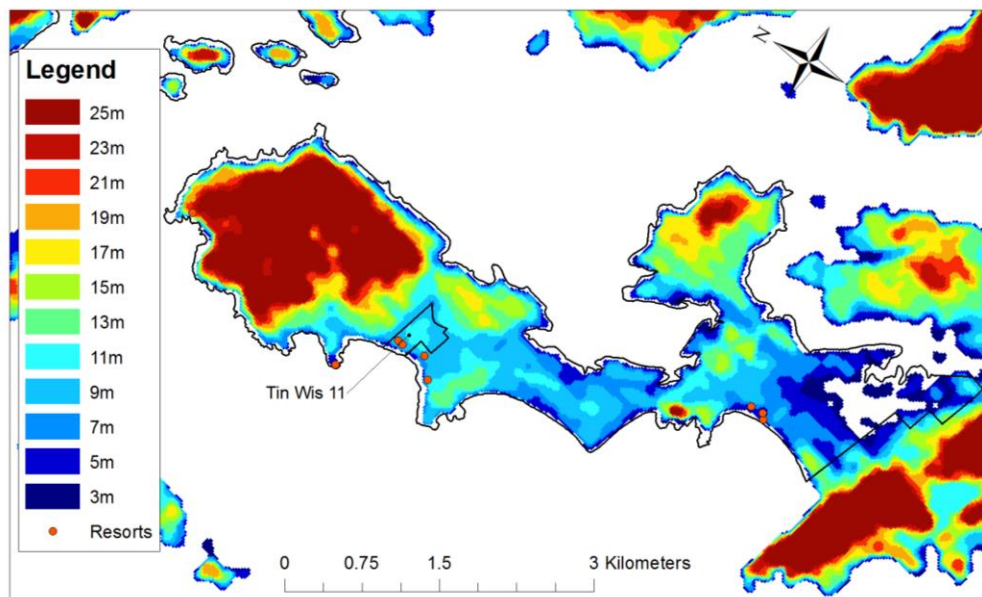 N
Legend
25m
23m
21m
19m
17m
15m
13m
11m
9m
7m
5m
3m
Resorts
Tin Wis 11
0 0.75 1.5 3 Kilometers